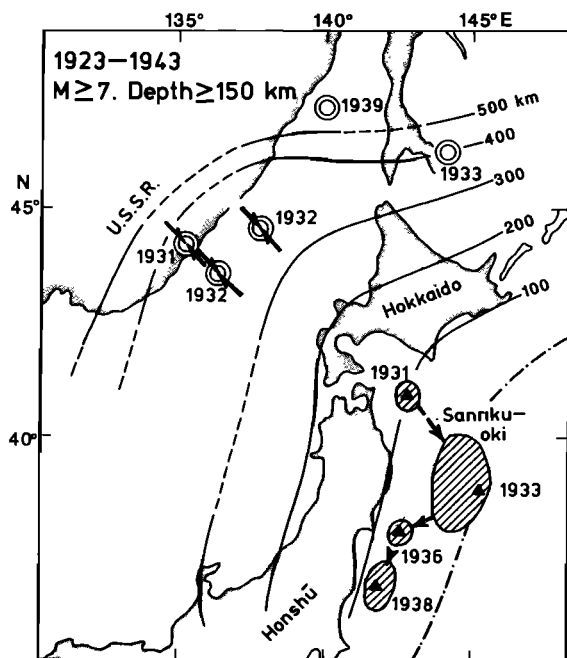 135°
140°
145°E
1923—1943
M≥7. Depth≥150 km
1939
500 km
400
1933
300
N
45°
U.S.S.R.
1932
1931
1932
200
Hokkaido
100
1931
Sanriku—
oki
40°
1933
1936
1938
Honshū